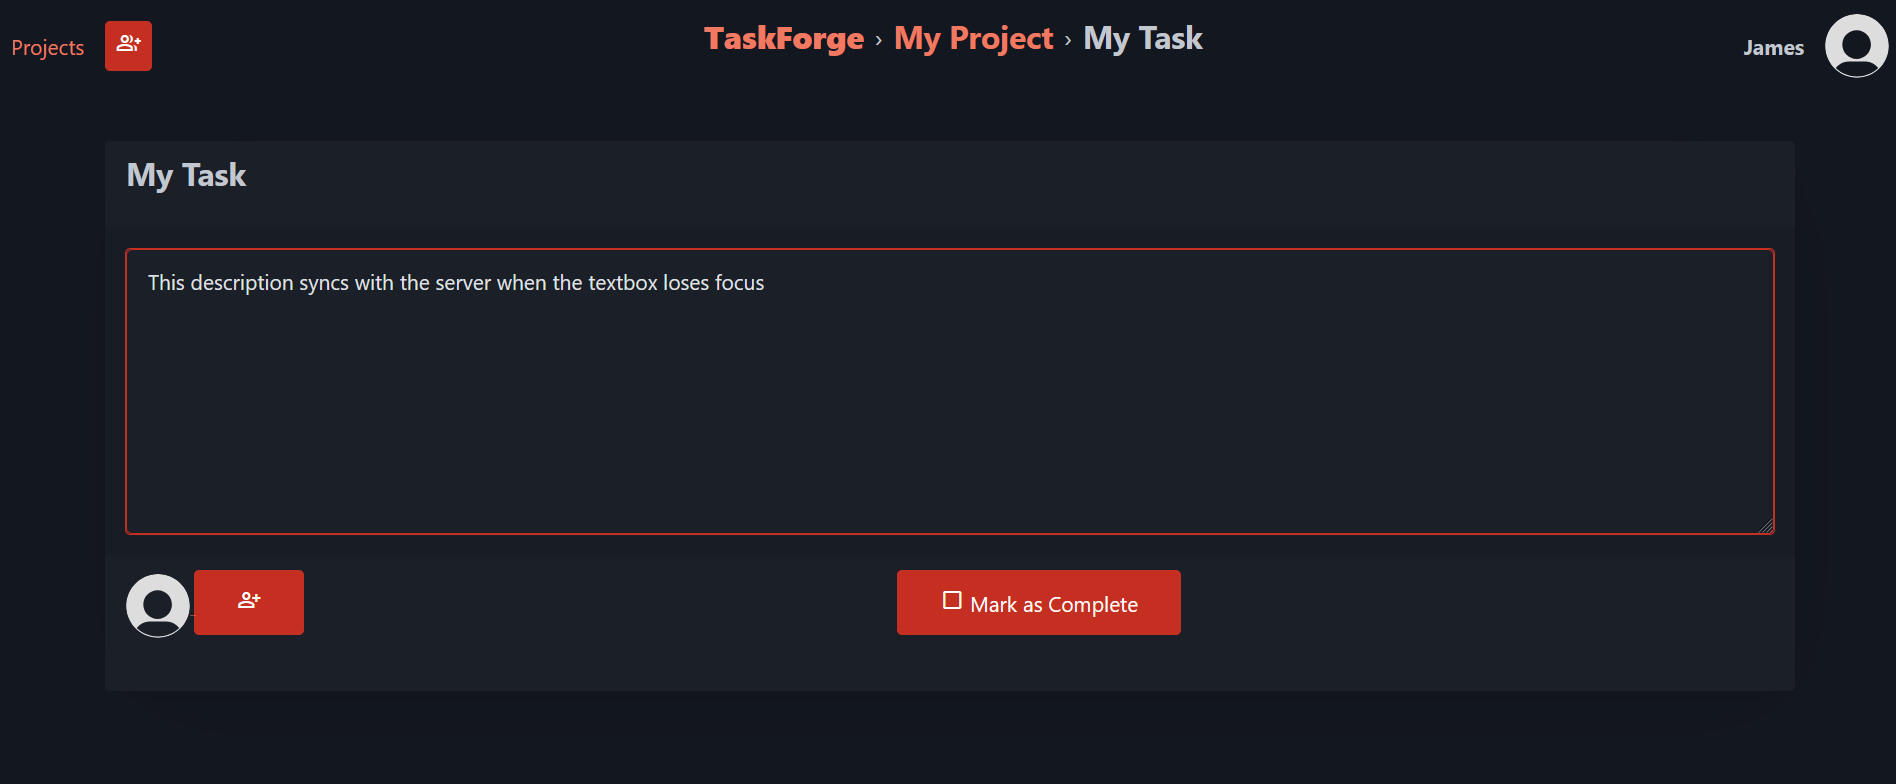 Projects
TaskForge › My Project › My Task
James
My Task
This description syncs with the server when the textbox loses focus
Mark as Complete